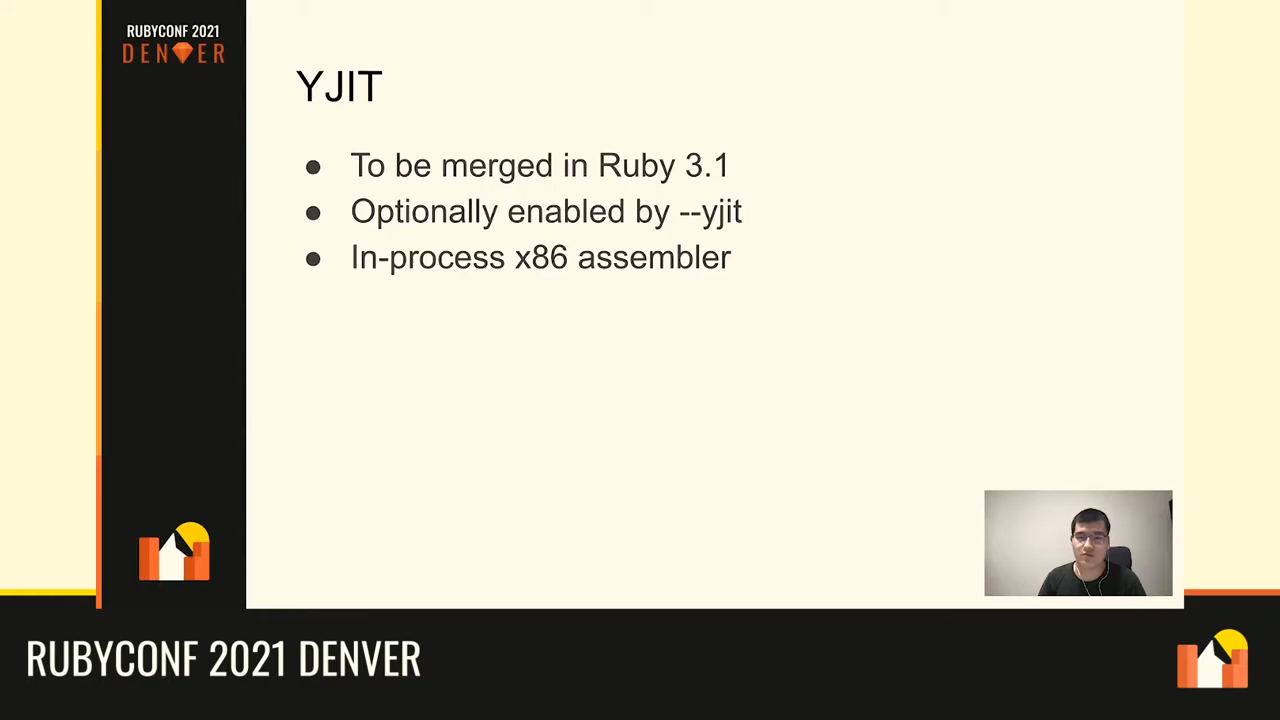 RUBYCONF 2021
DENVER
YJIT
● To be merged in Ruby 3.1
● Optionally enabled by --yjit
● In-process x86 assembler
RUBYCONF 2021 DENVER